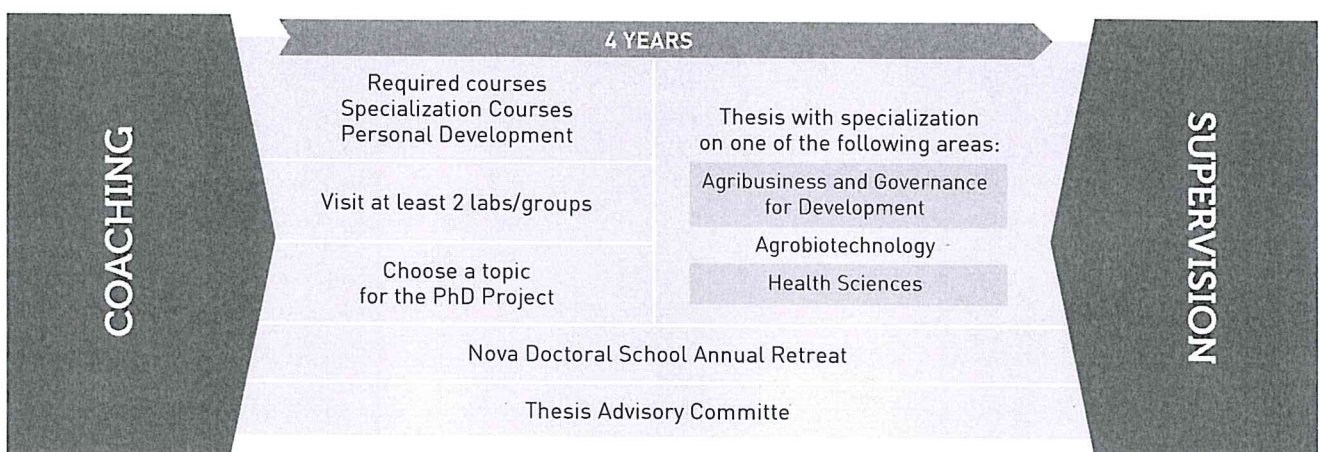 4 YEARS
COACHING
Required courses
Specialization Courses
Personal Development
Visit at least 2 labs/groups
Choose a topic
for the PhD Project
Thesis with specialization
on one of the following areas:
Agribusiness and Governance
for Development
Agrobiotechnology
Health Sciences
Nova Doctoral School Annual Retreat
Thesis Advisory Committe
SUPERVISION